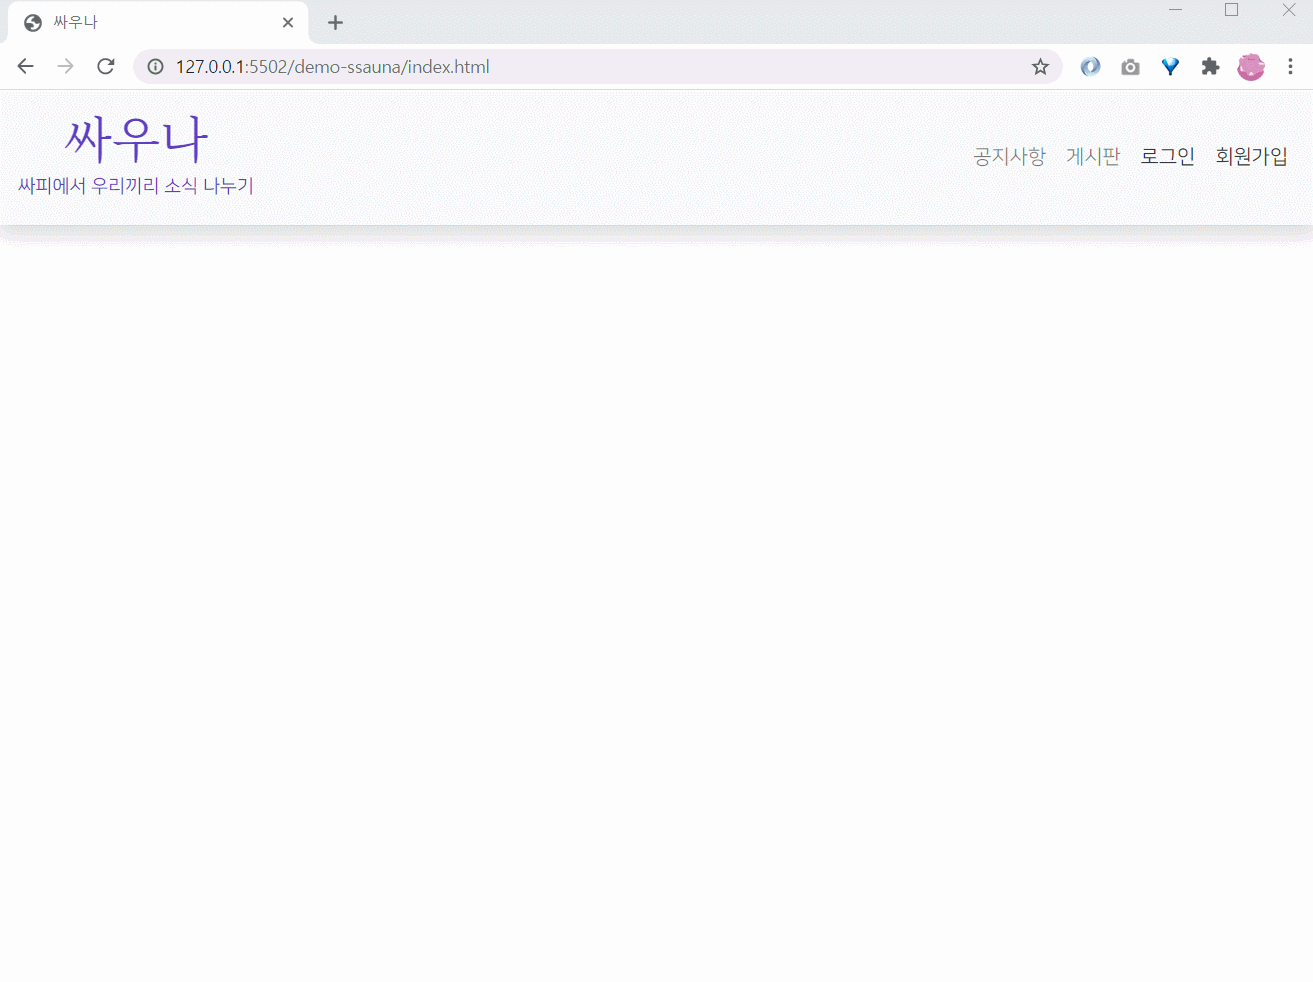 싸우나
127.0.0.1:5502/demo-ssauna/index.html
싸우나
싸피에서 우리끼리 소식 나누기
공지사항 게시판 로그인 회원가입